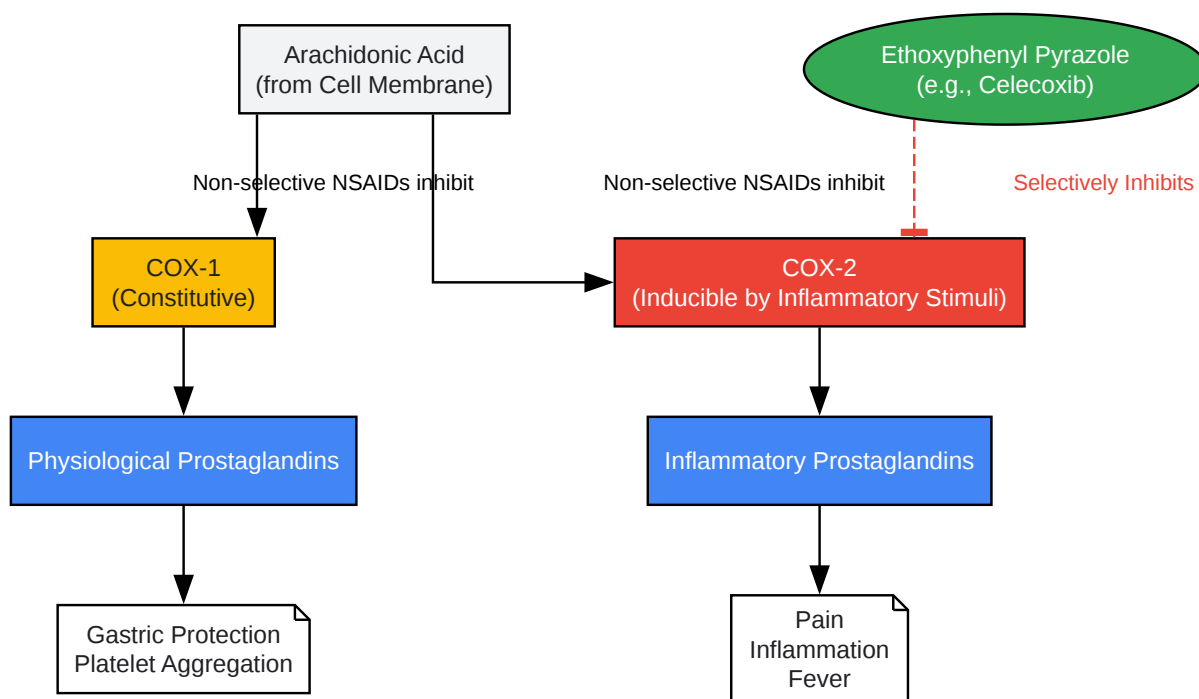 Arachidonic Acid
(from Cell Membrane)
Ethoxyphenyl Pyrazole
(e.g., Celecoxib)
Non-selective NSAIDs inhibit
Non-selective NSAIDs inhibit
Selectively Inhibits
COX-1
(Constitutive)
COX-2
(Inducible by Inflammatory Stimuli)
Physiological Prostaglandins
Inflammatory Prostaglandins
Gastric Protection
Platelet Aggregation
Pain
Inflammation
Fever